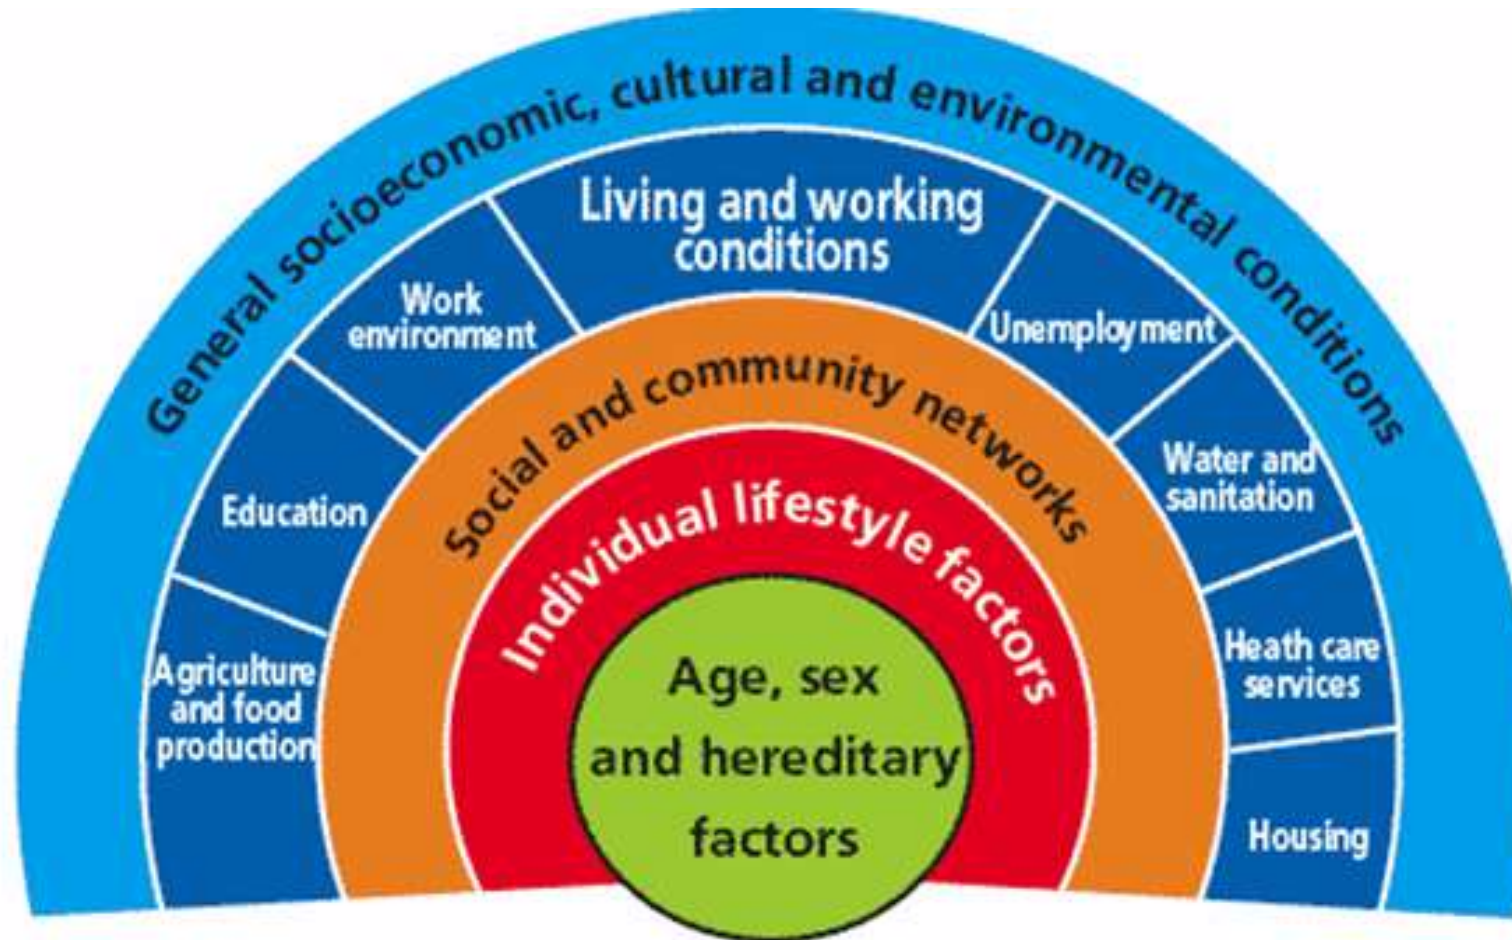 General socioeconomic, cultural and environmental conditions
Living and working
conditions
Work
environment
Unemployment
Education
Water and
sanitation
Agriculture
and food
production
Heath care
services
Housing
Social and community networks
Individual lifestyle factors
Age, sex
and hereditary
factors